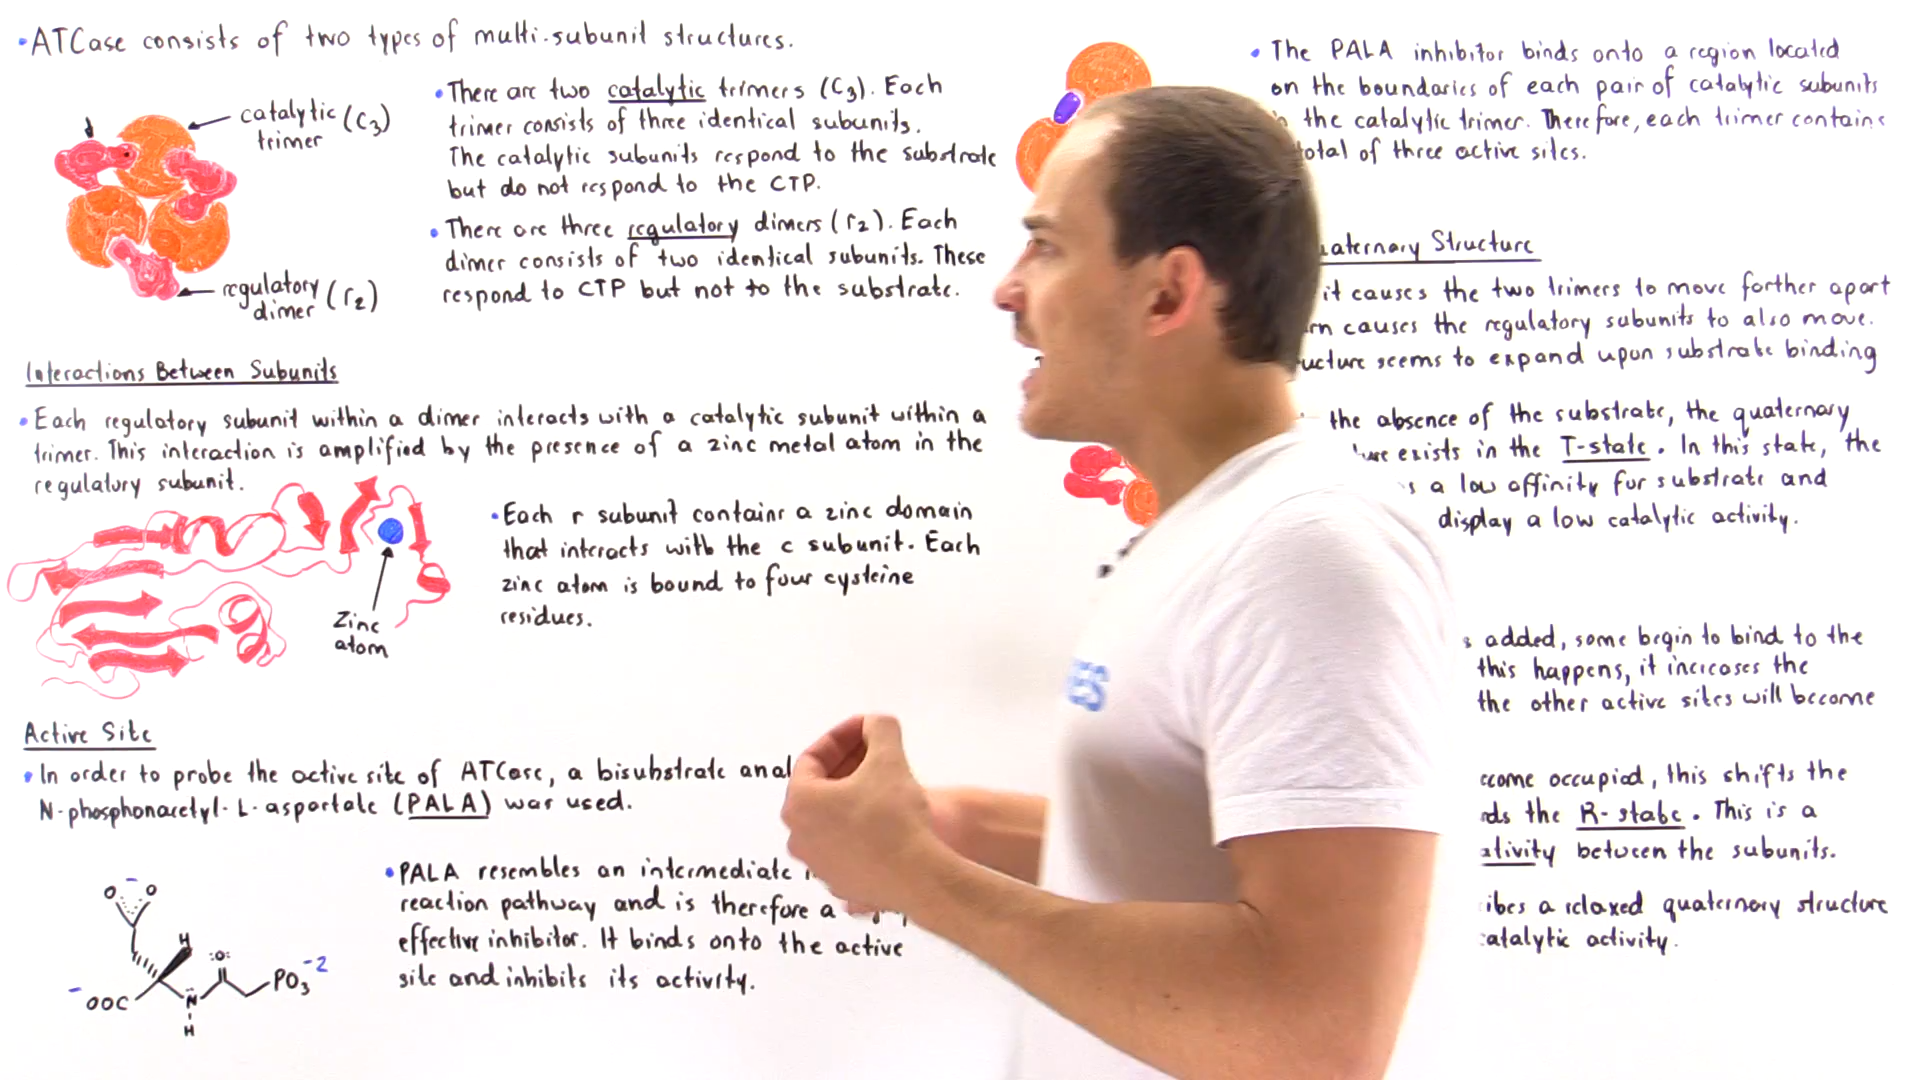 •ATCase consists of two types of multi-subunit structures.
catalytic (C3)
trimer
regulatory (r2)
dimer
•There are two catalytic trimers (C3). Each
trimer consists of three identical subunits.
The catalytic subunits respond to the substrate
but do not respond to the CTP.
•There are three regulatory dimers (r2). Each
dimer consists of two identical subunits. These
respond to CTP but not to the substrate.
Interactions Between Subunits
•Each regulatory subunit within a dimer interacts with a catalytic subunit within a
trimer. This interaction is amplified by the presence of a zinc metal atom in the
regulatory subunit.
Zinc
atom
•Each r subunit contains a zinc domain
that interacts with the c subunit. Each
zinc atom is bound to four cysteine
residues.
Active Site
•In order to probe the active site of ATCase, a bisubstrate anal
N-phosphonacetyl-L-aspartate (PALA) was used.
•PALA resembles an intermediate
reaction pathway and is therefore a
effective inhibitor. It binds onto the active
site and inhibits its activity.
O O
-
H
:O:
PO3 -2
-OOC
N
H
•The PALA inhibitor binds onto a region located
on the boundaries of each pair of catalytic subunits
the catalytic trimer. Therefore, each trimer contains
total of three active sites.
uaternary Structure
it causes the two trimers to move farther apart
rn causes the regulatory subunits to also move.
ucture seems to expand upon substrate binding
the absence of the substrate, the quaternary
exists in the T-state. In this state, the
s a low affinity for substrate and
display a low catalytic activity.
s added, some begin to bind to the
this happens, it increases the
the other active sites will become
ecome occupied, this shifts the
rds the R-state. This is a
ativity between the subunits.
ibes a relaxed quaternary structure
catalytic activity.
ES